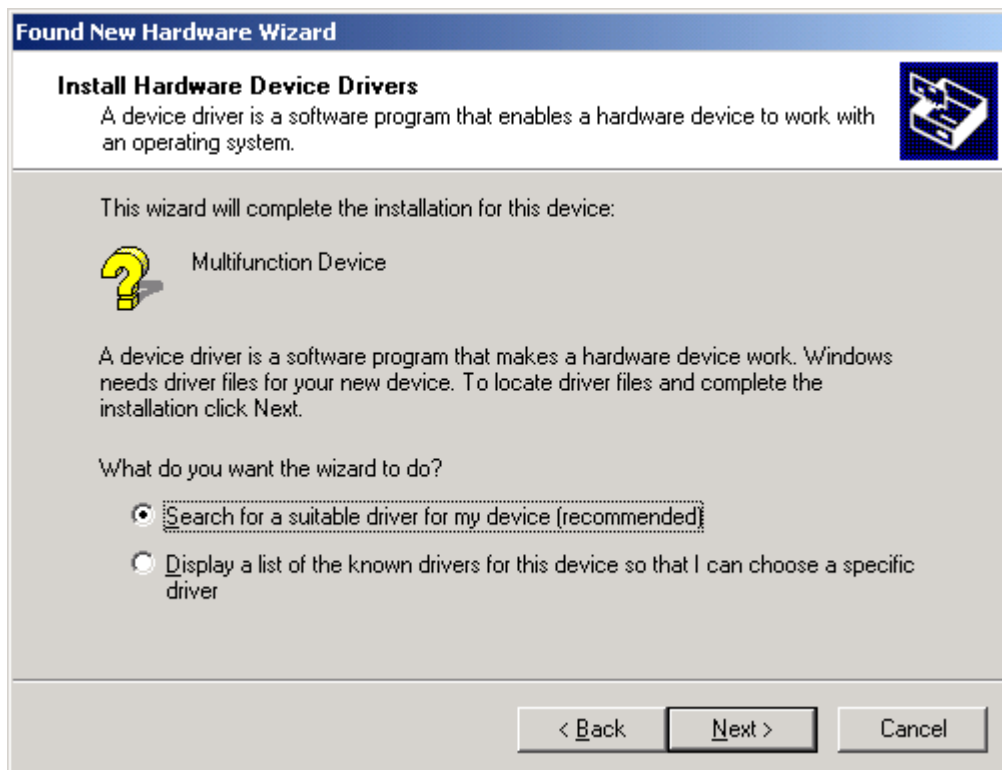 Found New Hardware Wizard
Install Hardware Device Drivers
A device driver is a software program that enables a hardware device to work with
an operating system.
This wizard will complete the installation for this device:
Multifunction Device
A device driver is a software program that makes a hardware device work. Windows
needs driver files for your new device. To locate driver files and complete the
installation click Next.
What do you want the wizard to do?
Search for a suitable driver for my device (recommended)
Display a list of the known drivers for this device so that I can choose a specific
driver
< Back
Next >
Cancel